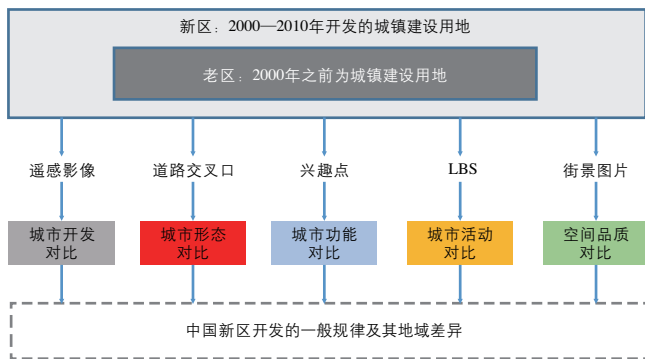 新区：2000—2010年开发的城镇建设用地
老区：2000年之前为城镇建设用地
遥感影像
道路交叉口
兴趣点
LBS
街景图片
城市开发
对比
城市形态
对比
城市功能
对比
城市活动
对比
空间品质
对比
中国新区开发的一般规律及其地域差异